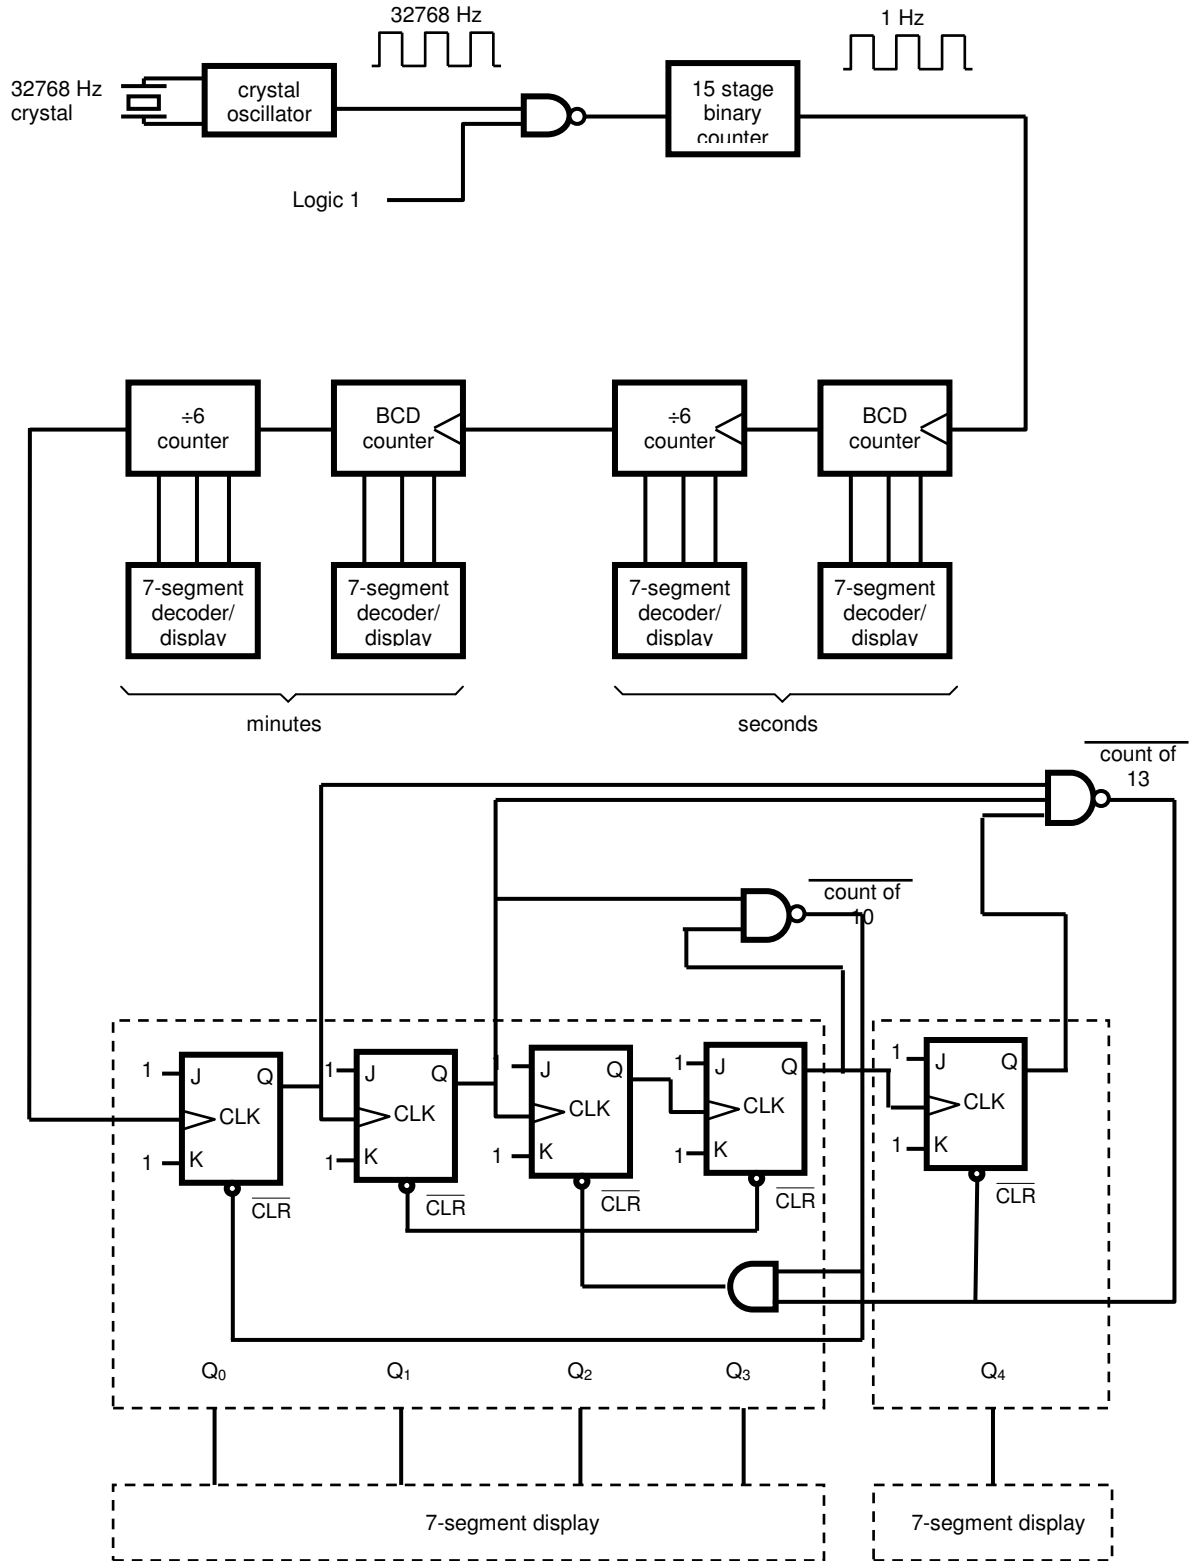 32768 Hz
1 Hz
32768 Hz
crystal
crystal
oscillator
15 stage
binary
counter
Logic 1
÷6
counter
BCD
counter
÷6
counter
BCD
counter
7-segment
decoder/
display
7-segment
decoder/
display
7-segment
decoder/
display
7-segment
decoder/
display
minutes
seconds
count of
13
count of
10
1
J
Q
CLK
1
K
CLR
1
J
Q
CLK
1
K
CLR
1
J
Q
CLK
1
K
CLR
1
J
Q
CLK
1
K
CLR
1
J
Q
CLK
1
K
CLR
Q₀
Q₁
Q₂
Q₃
Q₄
7-segment display
7-segment display